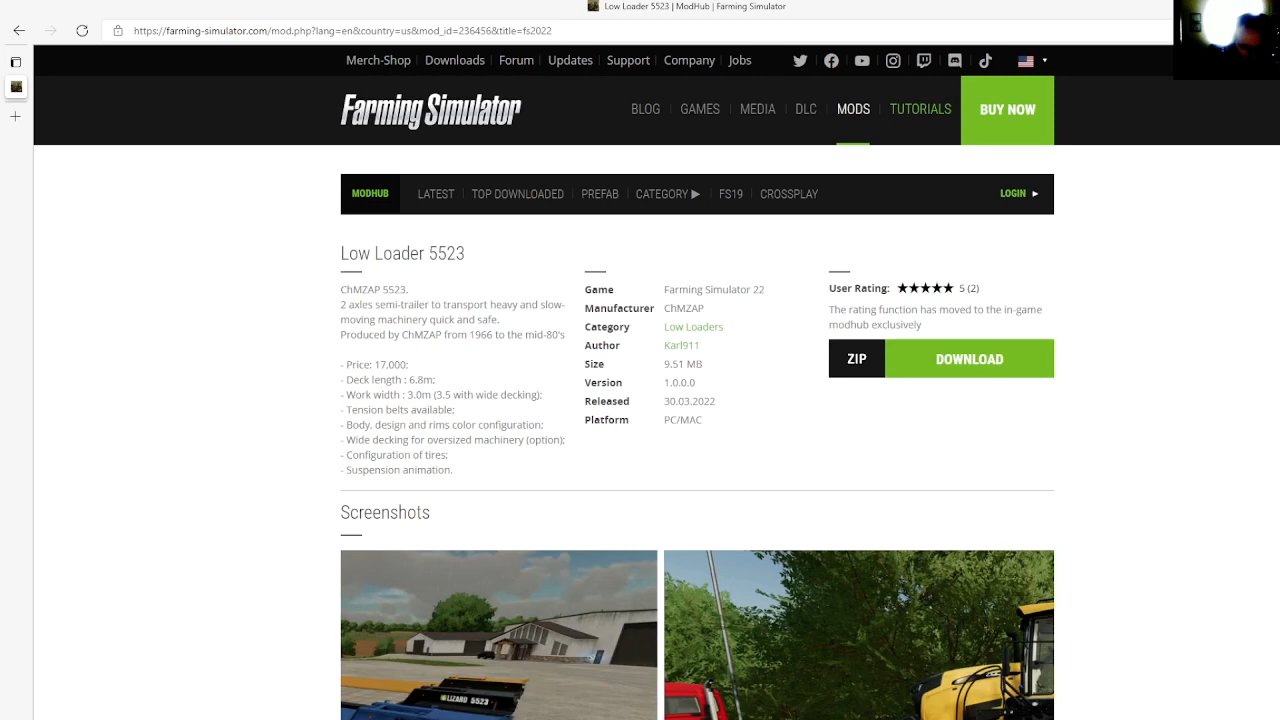 Low Loader 5523 | ModHub | Farming Simulator
https://farming-simulator.com/mod.php?lang=en&country=us&mod_id=236456&title=fs2022
Merch-Shop Downloads Forum Updates Support Company Jobs
Farming Simulator
BLOG GAMES MEDIA DLC MODS TUTORIALS BUY NOW
MODHUB LATEST TOP DOWNLOADED PREFAB CATEGORY ▶ FS19 CROSSPLAY LOGIN ►
Low Loader 5523
ChMZAP 5523.
2 axles semi-trailer to transport heavy and slow-
moving machinery quick and safe.
Produced by ChMZAP from 1966 to the mid-80's
- Price: 17,000;
- Deck length : 6.8m;
- Work width : 3.0m (3.5 with wide decking);
- Tension belts available;
- Body, design and rims color configuration;
- Wide decking for oversized machinery (option);
- Configuration of tires;
- Suspension animation.
Game Farming Simulator 22
Manufacturer ChMZAP
Category Low Loaders
Author Karl911
Size 9.51 MB
Version 1.0.0.0
Released 30.03.2022
Platform PC/MAC
User Rating: ★★★★★ 5 (2)
The rating function has moved to the in-game
modhub exclusively
ZIP DOWNLOAD
Screenshots
LIZARD 5523